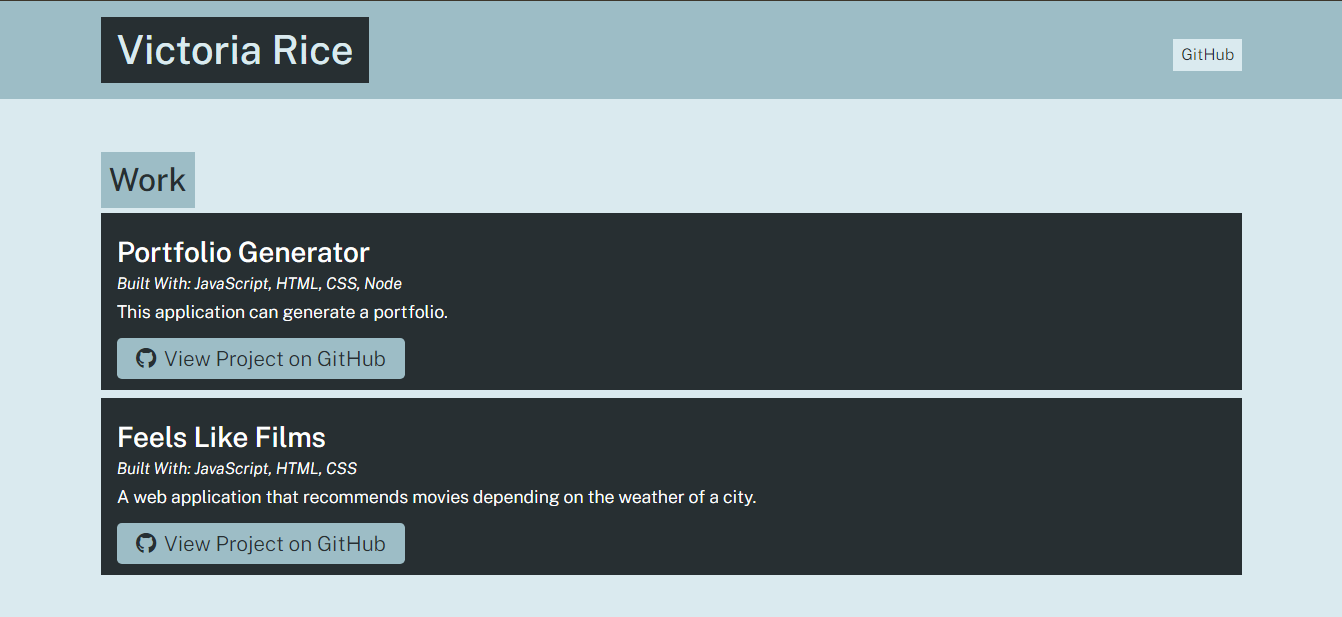 Victoria Rice
GitHub
Work
Portfolio Generator
Built With: JavaScript, HTML, CSS, Node
This application can generate a portfolio.
View Project on GitHub
Feels Like Films
Built With: JavaScript, HTML, CSS
A web application that recommends movies depending on the weather of a city.
View Project on GitHub